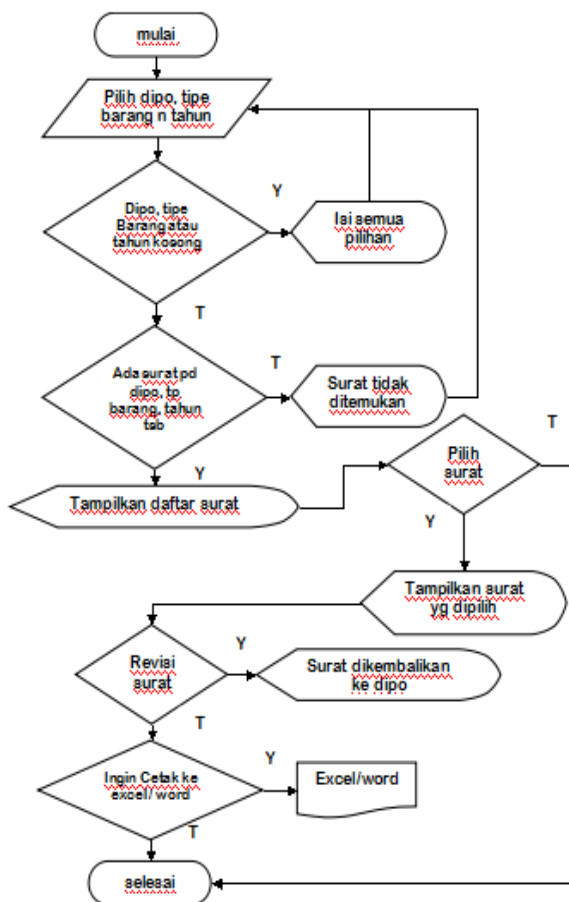 mulai
Pilih dipo, tipe
barang n tahun
Y
Dipo, tipe
Barang atau
tahun kosong
Isi semua
pilihan
T
Ada surat pd
dipo, tp
barang, tahun
tsb
T
Surat tidak
ditemukan
Y
Tampilkan daftar surat
Pilih
surat
T
Y
Tampilkan surat
yg dipilih
Revisi
surat
Y
Surat dikembalikan
ke dipo
T
Ingin Cetak ke
excel/ word
Y
Excel/word
T
selesai